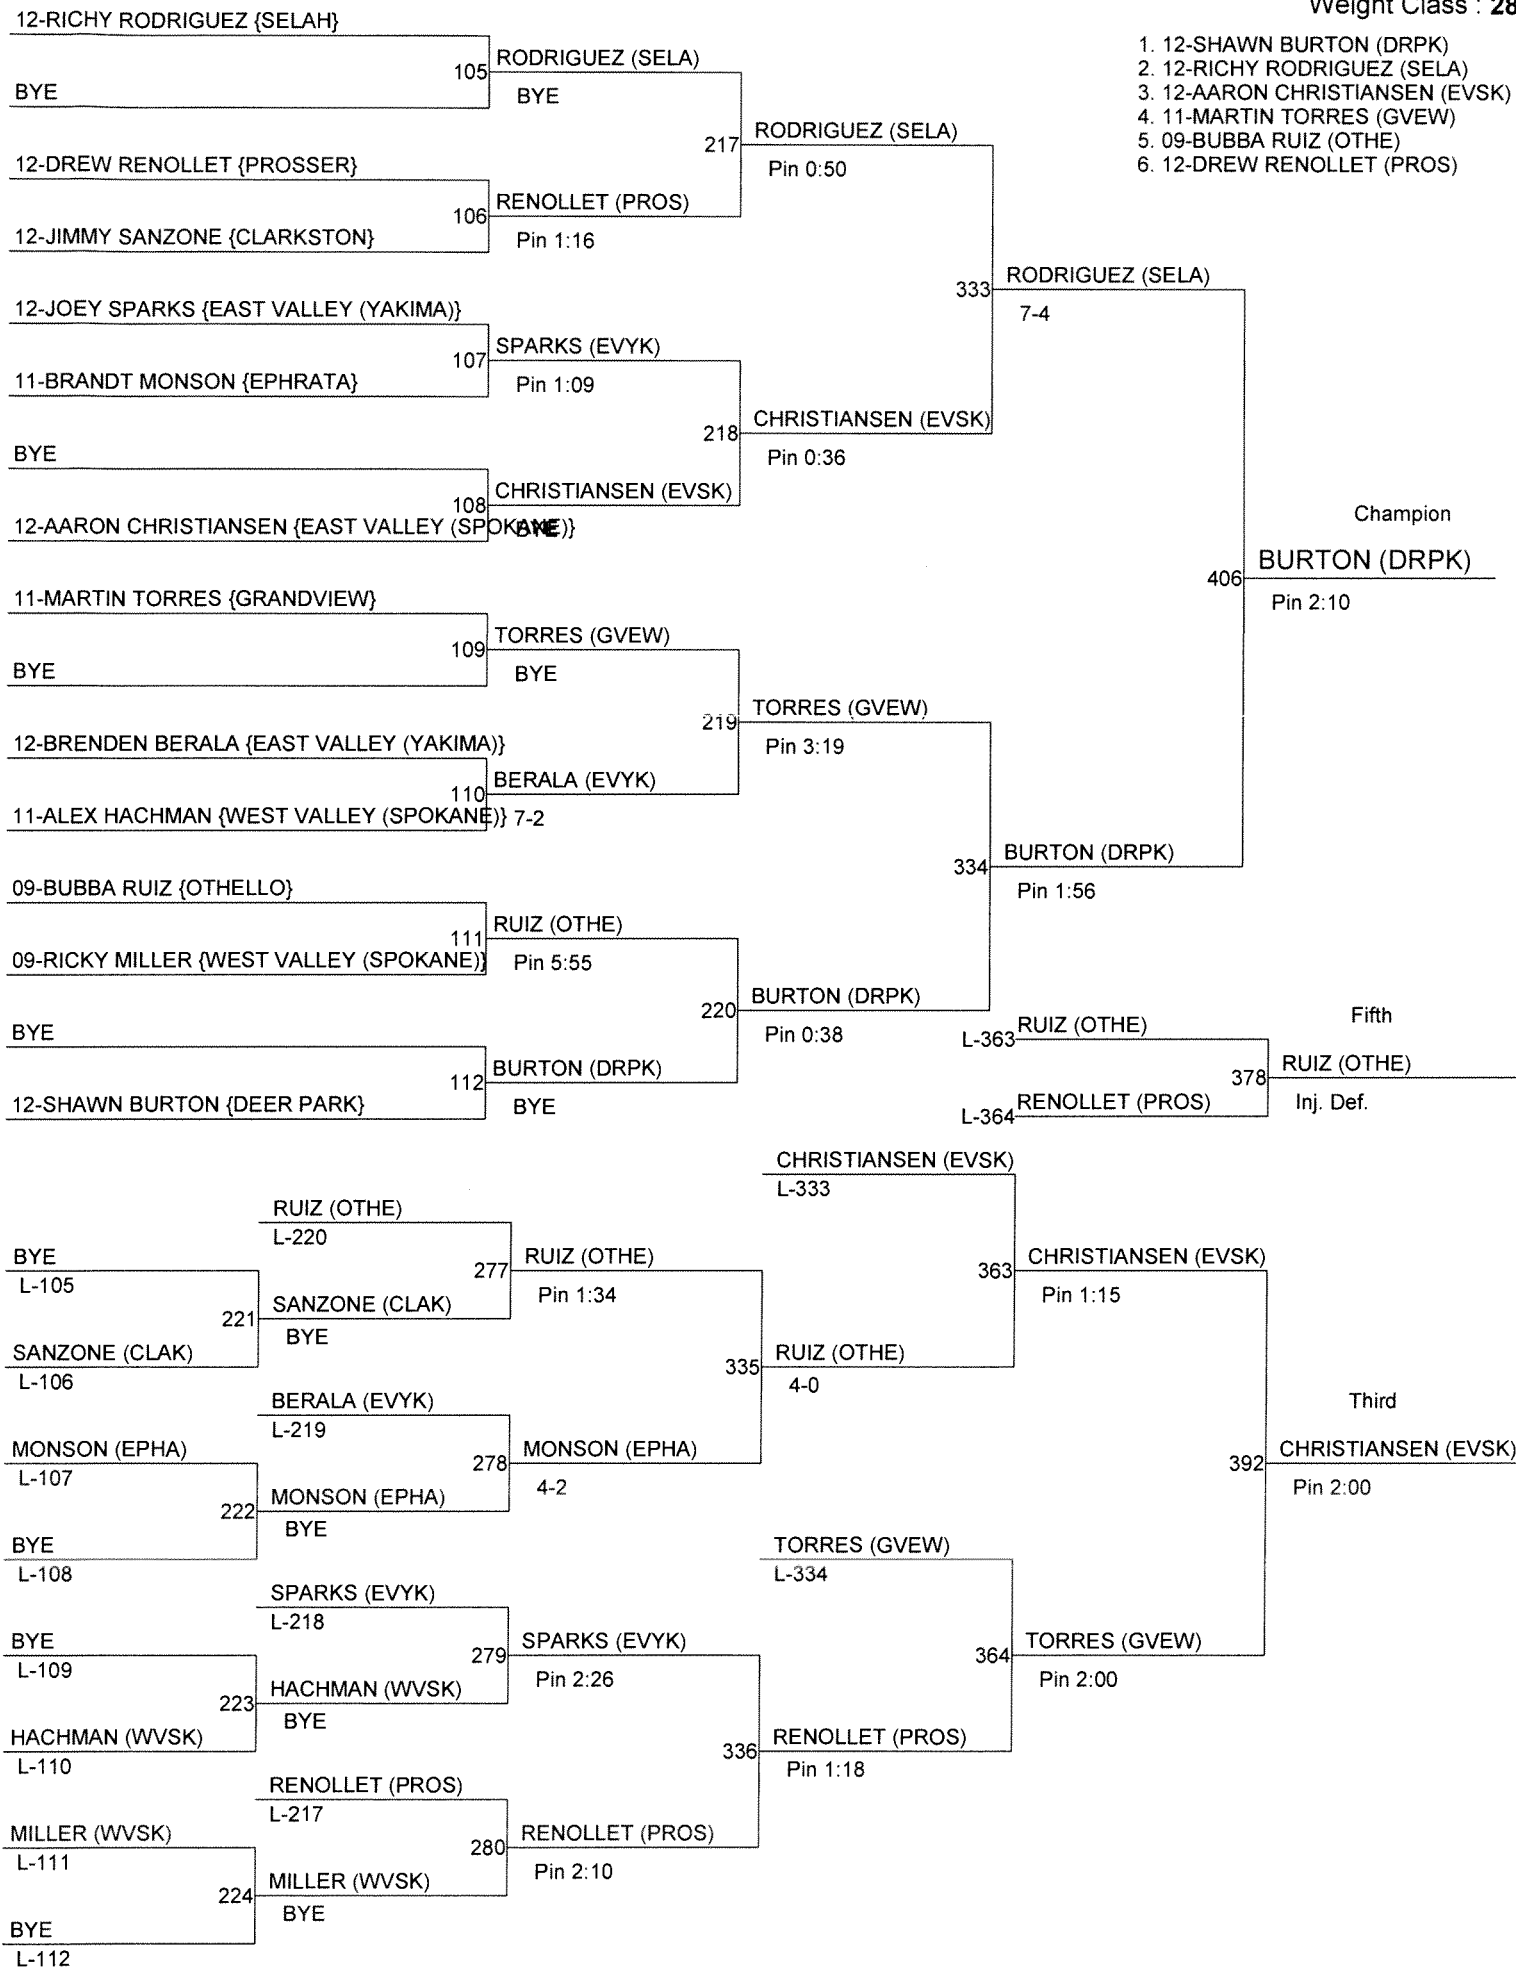 Weight Class : 28
1. 12-SHAWN BURTON (DRPK)
2. 12-RICHY RODRIGUEZ (SELA)
3. 12-AARON CHRISTIANSEN (EVSK)
4. 11-MARTIN TORRES (GVEW)
5. 09-BUBBA RUIZ (OTHE)
6. 12-DREW RENOLLET (PROS)
12-RICHY RODRIGUEZ {SELAH}
105 RODRIGUEZ (SELA)
BYE
BYE
217 RODRIGUEZ (SELA)
Pin 0:50
12-DREW RENOLLET {PROSSER}
106 RENOLLET (PROS)
12-JIMMY SANZONE {CLARKSTON}
Pin 1:16
333 RODRIGUEZ (SELA)
7-4
12-JOEY SPARKS {EAST VALLEY (YAKIMA)}
107 SPARKS (EVYK)
11-BRANDT MONSON {EPHRATA}
Pin 1:09
218 CHRISTIANSEN (EVSK)
Pin 0:36
BYE
108 CHRISTIANSEN (EVSK)
12-AARON CHRISTIANSEN {EAST VALLEY (SPOKANE)}
BYE
Champion
406 BURTON (DRPK)
Pin 2:10
11-MARTIN TORRES {GRANDVIEW}
109 TORRES (GVEW)
BYE
BYE
219 TORRES (GVEW)
Pin 3:19
12-BRENDEN BERALA {EAST VALLEY (YAKIMA)}
110 BERALA (EVYK)
11-ALEX HACHMAN {WEST VALLEY (SPOKANE)} 7-2
334 BURTON (DRPK)
Pin 1:56
09-BUBBA RUIZ {OTHELLO}
111 RUIZ (OTHE)
09-RICKY MILLER {WEST VALLEY (SPOKANE)}
Pin 5:55
220 BURTON (DRPK)
Pin 0:38
BYE
112 BURTON (DRPK)
12-SHAWN BURTON {DEER PARK}
BYE
Fifth
L-363 RUIZ (OTHE)
378 RUIZ (OTHE)
Inj. Def.
L-364 RENOLLET (PROS)
CHRISTIANSEN (EVSK)
L-333
RUIZ (OTHE)
L-220
BYE
L-105
277 RUIZ (OTHE)
Pin 1:34
363 CHRISTIANSEN (EVSK)
Pin 1:15
221 SANZONE (CLAK)
BYE
SANZONE (CLAK)
L-106
335 RUIZ (OTHE)
4-0
BERALA (EVYK)
L-219
Third
MONSON (EPHA)
L-107
278 MONSON (EPHA)
4-2
392 CHRISTIANSEN (EVSK)
Pin 2:00
222 MONSON (EPHA)
BYE
BYE
L-108
TORRES (GVEW)
L-334
SPARKS (EVYK)
L-218
BYE
L-109
279 SPARKS (EVYK)
Pin 2:26
364 TORRES (GVEW)
Pin 2:00
223 HACHMAN (WVSK)
BYE
HACHMAN (WVSK)
L-110
336 RENOLLET (PROS)
Pin 1:18
RENOLLET (PROS)
L-217
MILLER (WVSK)
L-111
280 RENOLLET (PROS)
Pin 2:10
224 MILLER (WVSK)
BYE
BYE
L-112